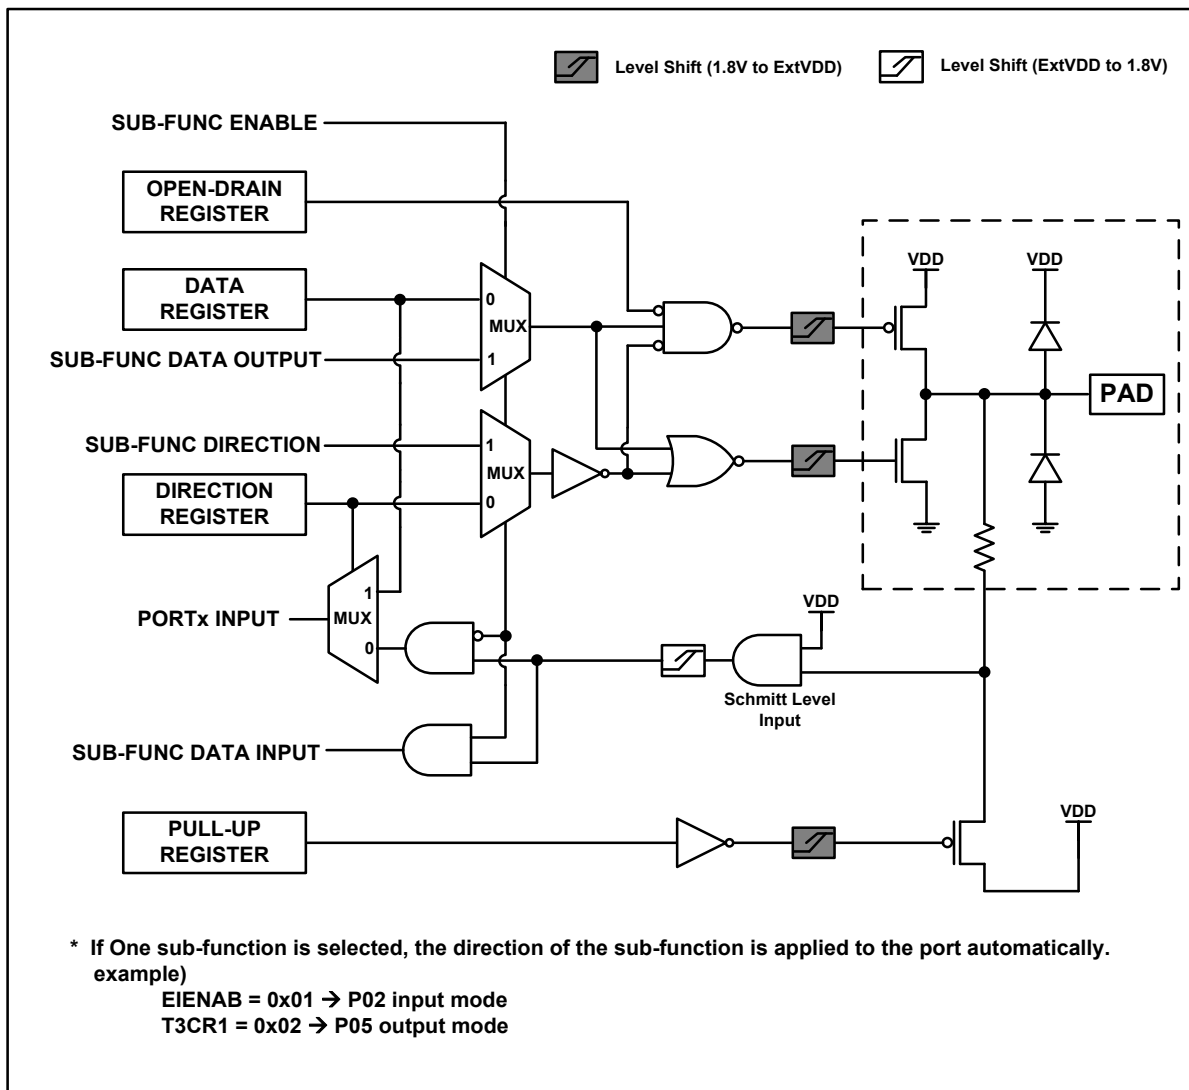 Level Shift (1.8V to ExtVDD)
Level Shift (ExtVDD to 1.8V)
SUB-FUNC ENABLE
OPEN-DRAIN
REGISTER
VDD
VDD
DATA
REGISTER
0
MUX
1
SUB-FUNC DATA OUTPUT
PAD
SUB-FUNC DIRECTION
1
MUX
0
DIRECTION
REGISTER
1
MUX
0
PORTx INPUT
VDD
Schmitt Level
Input
SUB-FUNC DATA INPUT
VDD
PULL-UP
REGISTER
* If One sub-function is selected, the direction of the sub-function is applied to the port automatically.
example)
EIENAB = 0x01 → P02 input mode
T3CR1 = 0x02 → P05 output mode